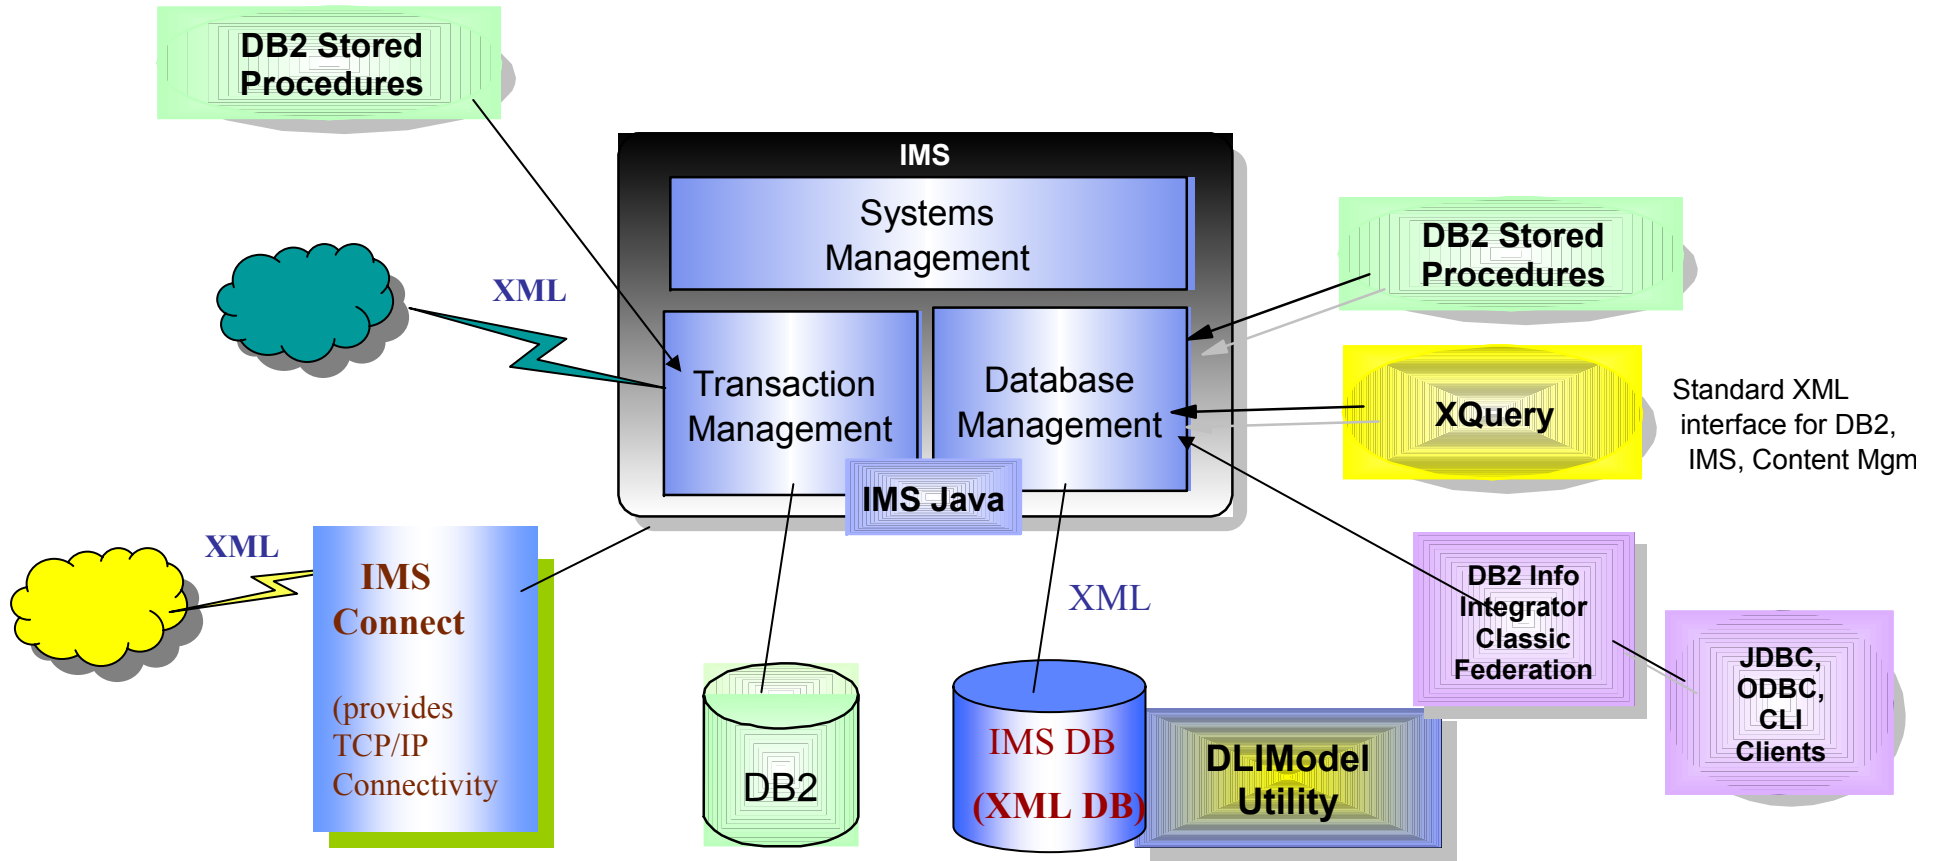 DB2 Stored
Procedures
IMS
Systems
Management
XML
DB2 Stored
Procedures
Transaction
Management
Database
Management
XQuery
Standard XML
interface for DB2,
IMS, Content Mgm
IMS Java
XML
IMS
Connect
(provides
TCP/IP
Connectivity
XML
DB2 Info
Integrator
Classic
Federation
JDBC,
ODBC,
CLI
Clients
DB2
IMS DB
(XML DB)
DLIModel
Utility